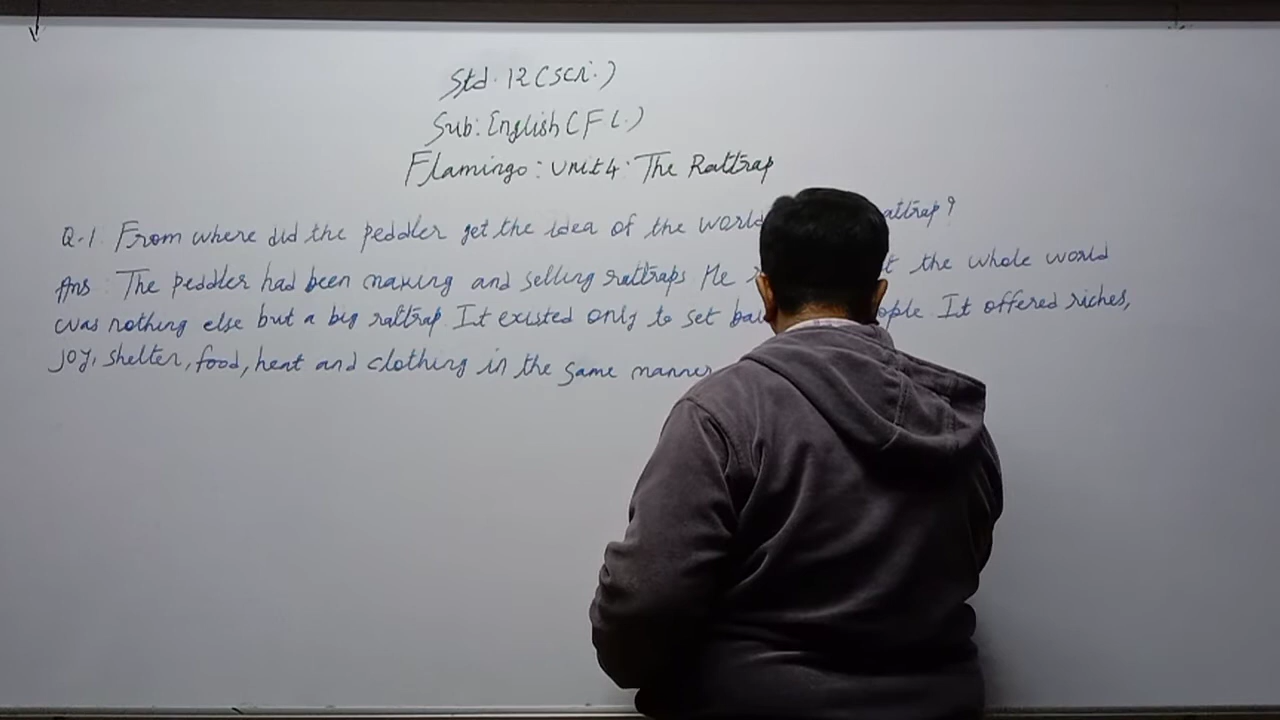 Std. 12 (Sci.)
Sub: English (F L.)
Flamingo: Unit 4: The Rattrap
Q.1. From where did the peddler get the idea of the world
Ans: The peddler had been making and selling rattraps He the whole world
was nothing else but a big rattrap It existed only to set It offered riches,
joy, shelter, food, heat and clothing in the same manner